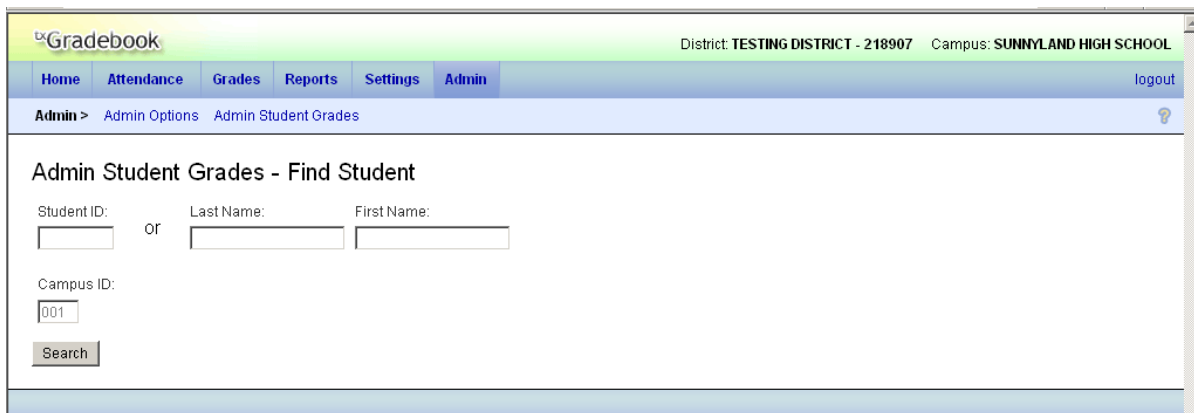 txGradebook
District: TESTING DISTRICT - 218907 Campus: SUNNYLAND HIGH SCHOOL
Home Attendance Grades Reports Settings Admin logout
Admin > Admin Options Admin Student Grades ?
Admin Student Grades - Find Student
Student ID: or Last Name: First Name:
Campus ID:
001
Search